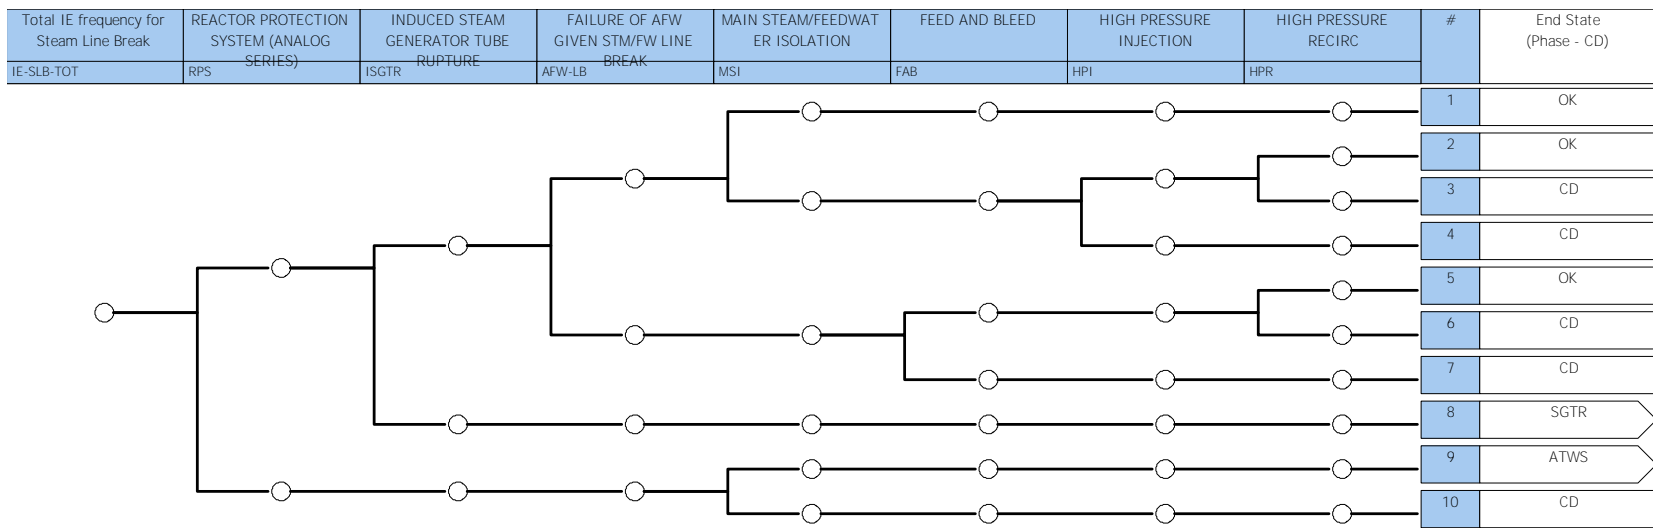 Total IE frequency for
Steam Line Break
REACTOR PROTECTION
SYSTEM (ANALOG
SERIES)
INDUCED STEAM
GENERATOR TUBE
RUPTURE
FAILURE OF AFW
GIVEN STM/FW LINE
BREAK
MAIN STEAM/FEEDWAT
ER ISOLATION
FEED AND BLEED
HIGH PRESSURE
INJECTION
HIGH PRESSURE
RECIRC
#
End State
(Phase - CD)
IE-SLB-TOT
RPS
ISGTR
AFW-LB
MSI
FAB
HPI
HPR
1 OK
2 OK
3 CD
4 CD
5 OK
6 CD
7 CD
8 SGTR
9 ATWS
10 CD